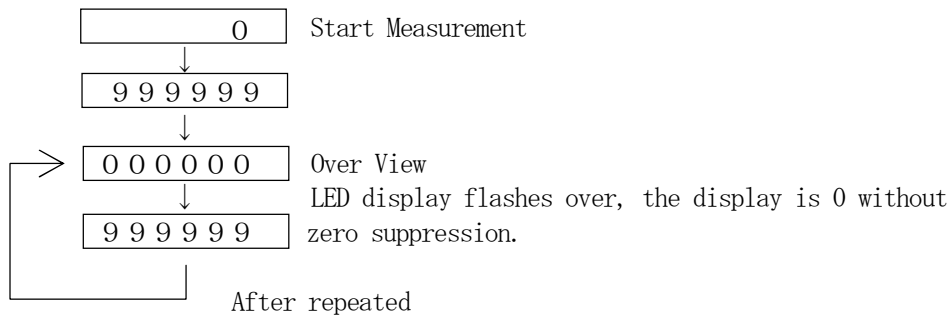 0 Start Measurement
999999
000000 Over View
LED display flashes over, the display is 0 without
999999 zero suppression.
After repeated